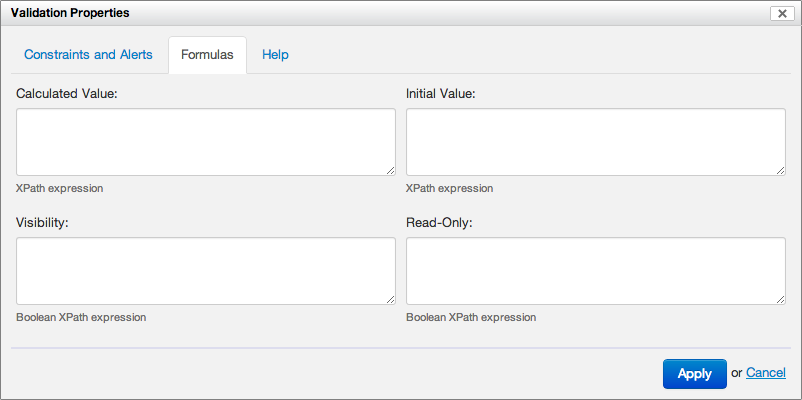 Validation Properties
Constraints and Alerts Formulas Help
Calculated Value: Initial Value:
XPath expression XPath expression
Visibility: Read-Only:
Boolean XPath expression Boolean XPath expression
Apply or Cancel